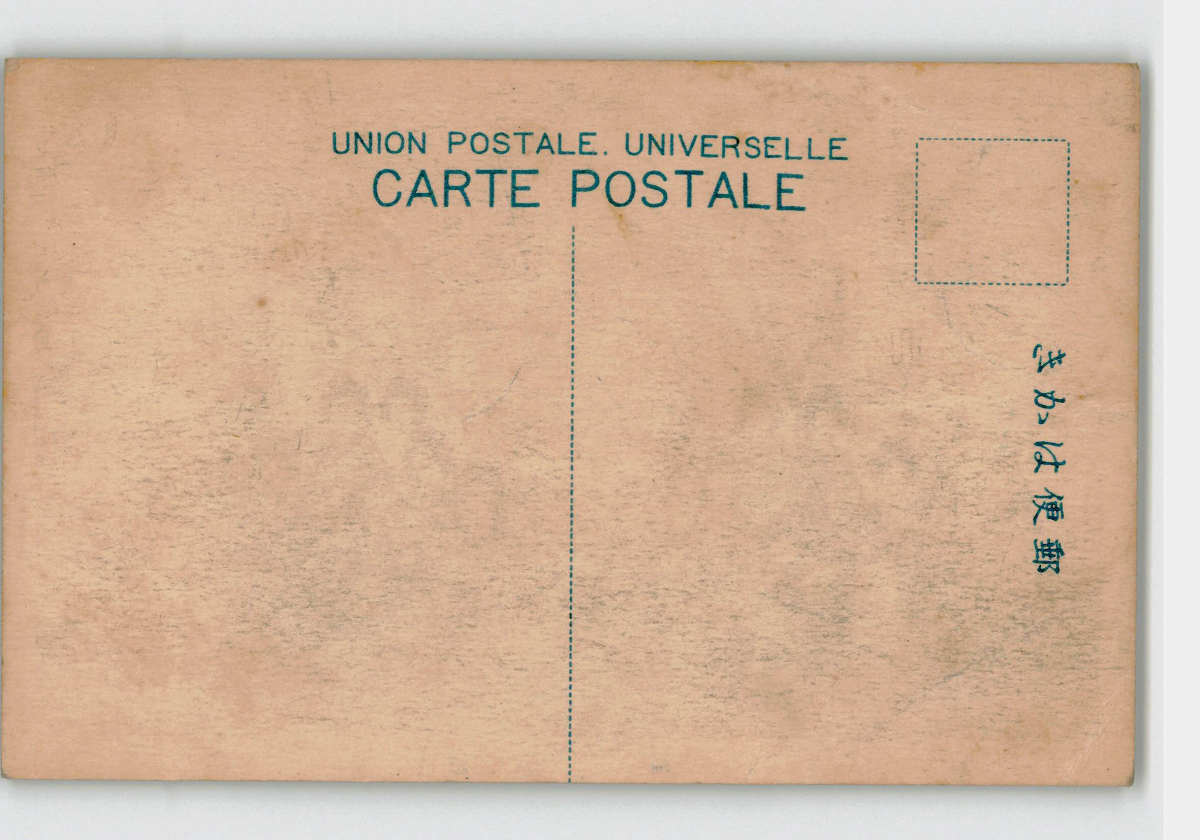 UNION POSTALE. UNIVERSELLE
CARTE POSTALE
きかは便郵